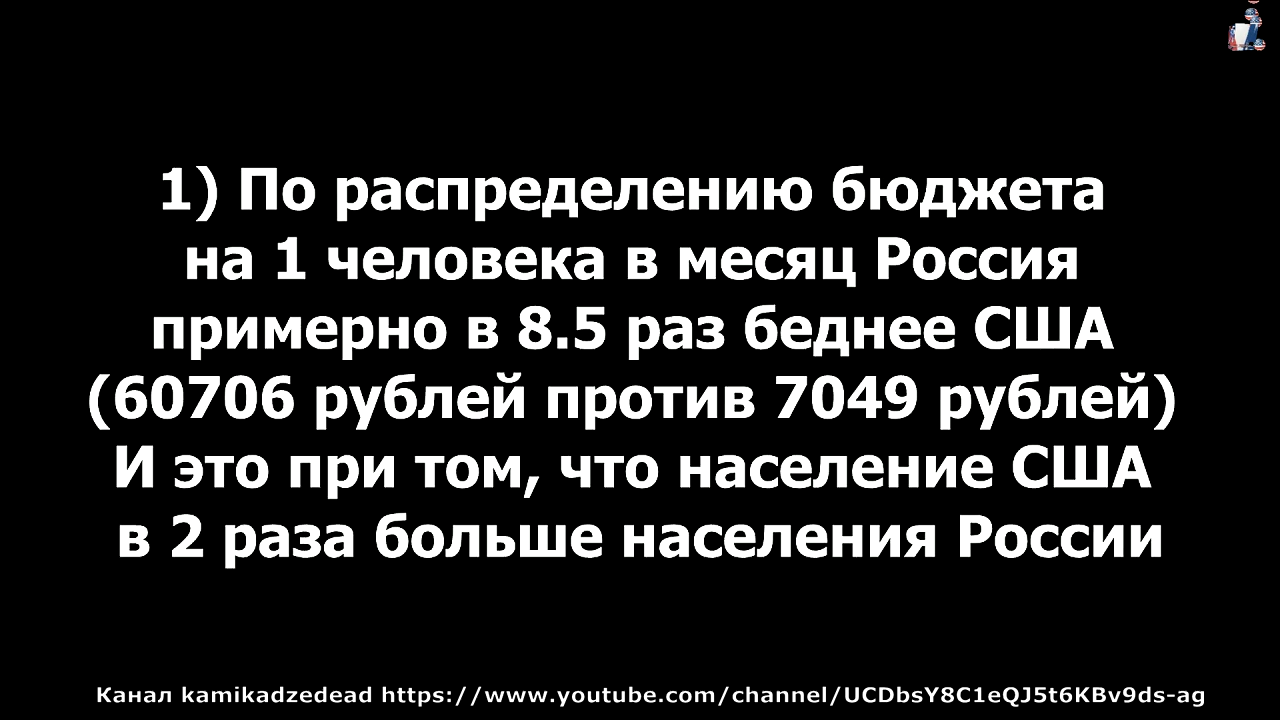 1) По распределению бюджета
на 1 человека в месяц Россия
примерно в 8.5 раз беднее США
(60706 рублей против 7049 рублей)
И это при том, что население США
в 2 раза больше населения России
Канал kamikadzedead https://www.youtube.com/channel/UCDbsY8C1eQJ5t6KBv9ds-ag